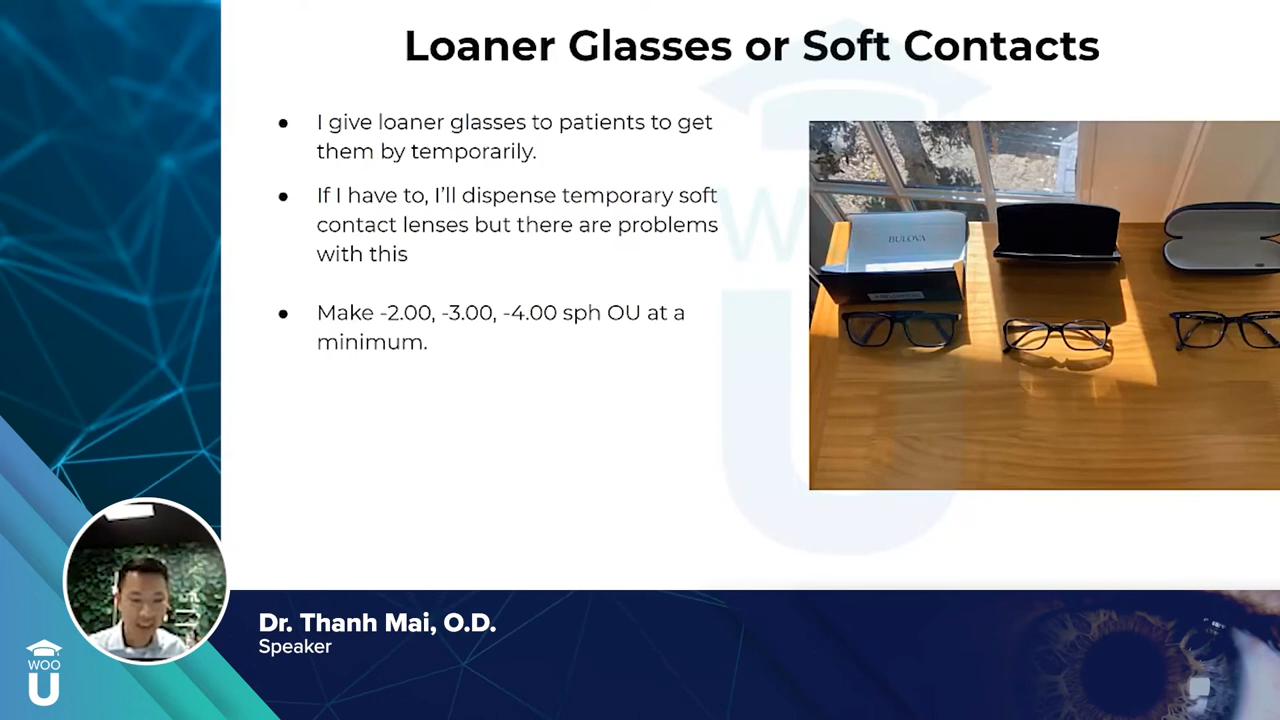 Loaner Glasses or Soft Contacts
● I give loaner glasses to patients to get
them by temporarily.
● If I have to, I'll dispense temporary soft
contact lenses but there are problems
with this
● Make -2.00, -3.00, -4.00 sph OU at a
minimum.
BULOVA
Dr. Thanh Mai, O.D.
Speaker
WOO
U